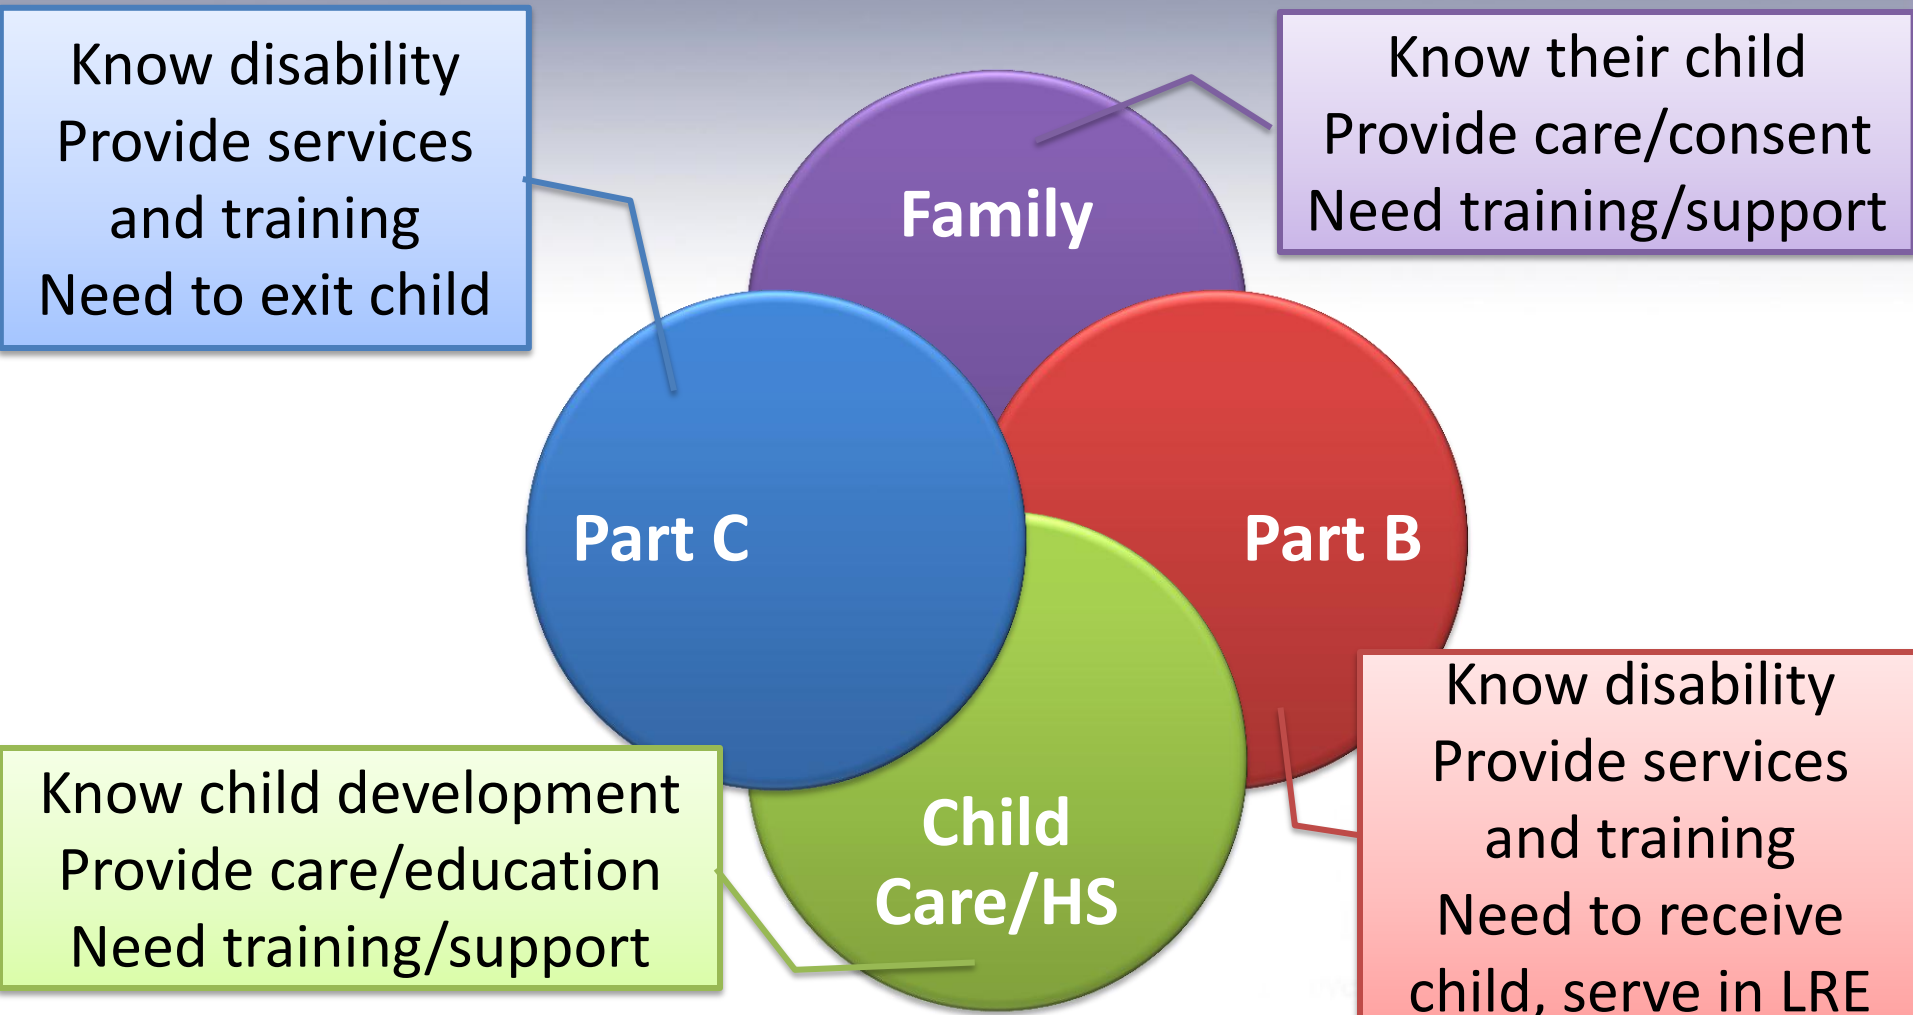 Know disability
Provide services
and training
Need to exit child
Know their child
Provide care/consent
Need training/support
Family
Part C
Part B
Child
Care/HS
Know child development
Provide care/education
Need training/support
Know disability
Provide services
and training
Need to receive
child, serve in LRE